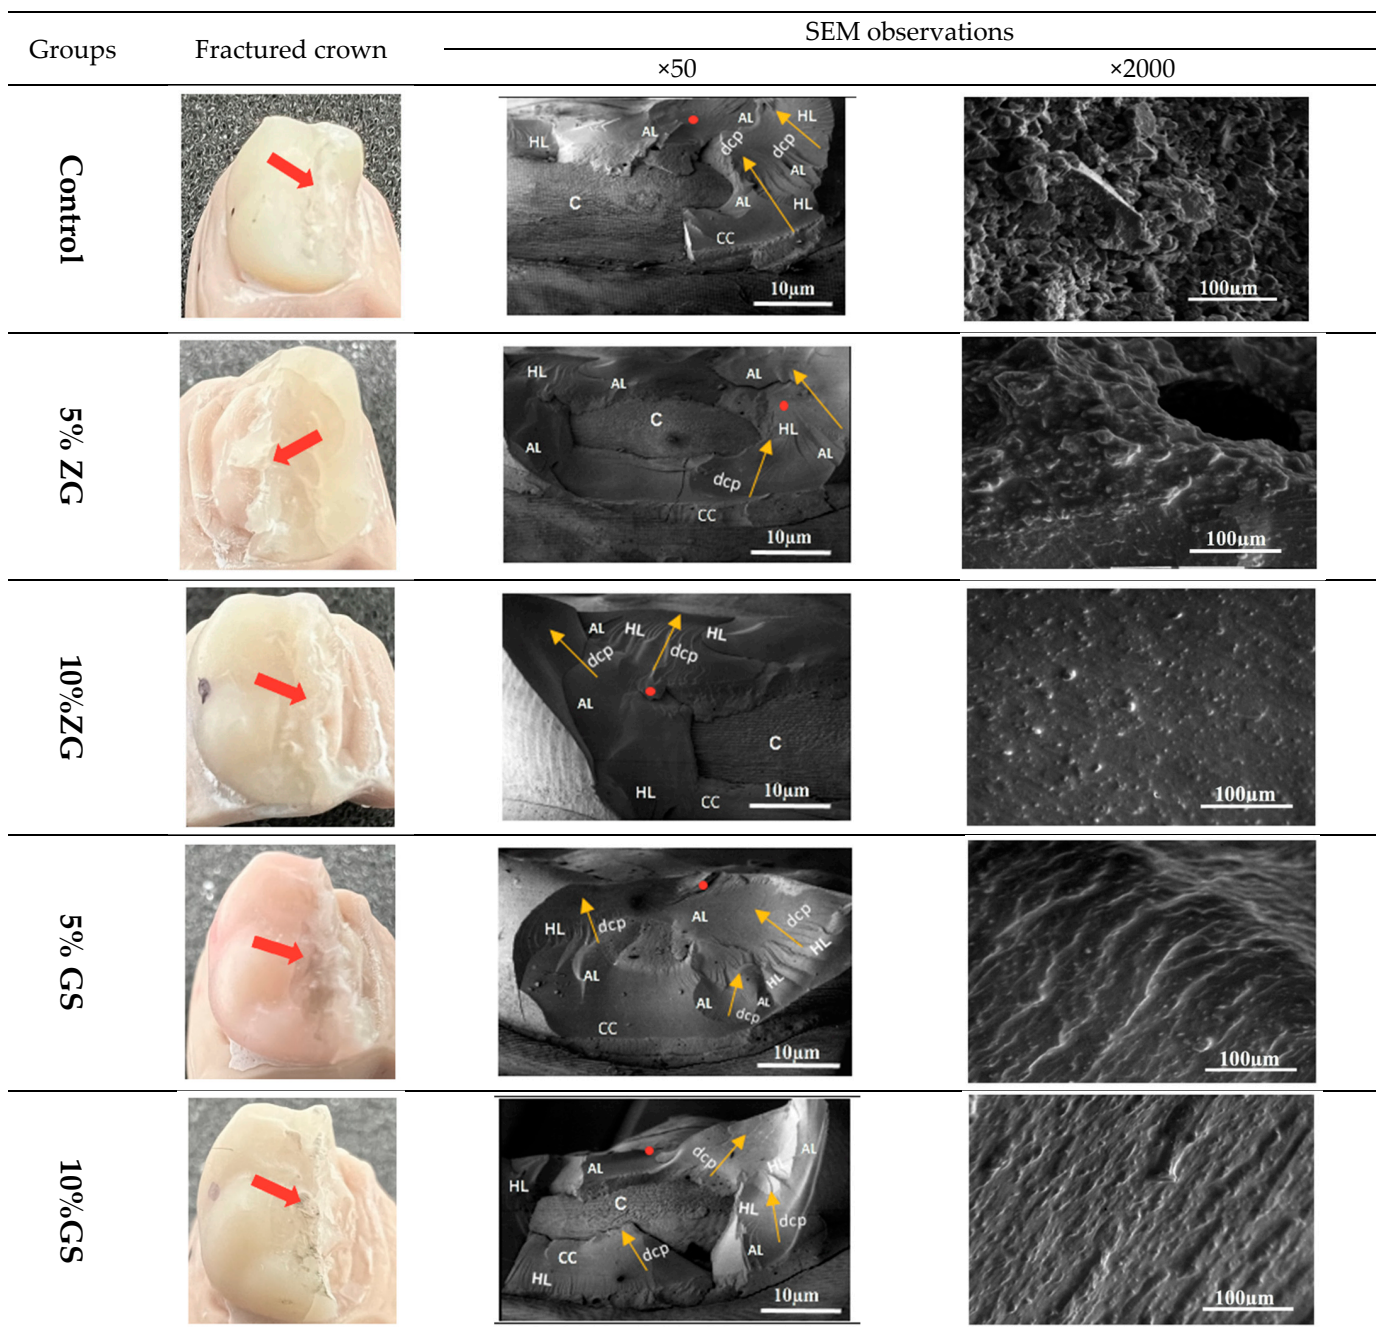 SEM observations
Groups
Fractured crown
×50
×2000
Control
HL
AL
AL
HL
dcp
dcp
AL
C
AL
HL
CC
10µm
100µm
5% ZG
HL
AL
AL
C
HL
AL
AL
dcp
CC
10µm
100µm
10%ZG
AL
HL
HL
dcp
dcp
AL
C
HL
CC
10µm
100µm
5% GS
AL
dcp
HL
dcp
HL
AL
HL
AL
AL
dcp
CC
10µm
100µm
10%GS
AL
dcp
AL
HL
HL
C
HL
dcp
CC
dcp
AL
HL
10µm
100µm